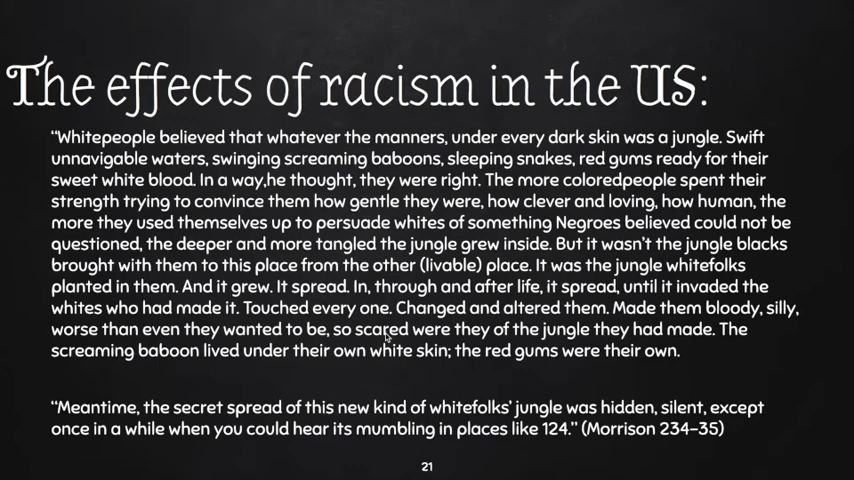 The effects of racism in the US:
“Whitepeople believed that whatever the manners, under every dark skin was a jungle. Swift
unnavigable waters, swinging screaming baboons, sleeping snakes, red gums ready for their
sweet white blood. In a way,he thought, they were right. The more coloredpeople spent their
strength trying to convince them how gentle they were, how clever and loving, how human, the
more they used themselves up to persuade whites of something Negroes believed could not be
questioned, the deeper and more tangled the jungle grew inside. But it wasn’t the jungle blacks
brought with them to this place from the other (livable) place. It was the jungle whitefolks
planted in them. And it grew. It spread. In, through and after life, it spread, until it invaded the
whites who had made it. Touched every one. Changed and altered them. Made them bloody, silly,
worse than even they wanted to be, so scared were they of the jungle they had made. The
screaming baboon lived under their own white skin; the red gums were their own.
“Meantime, the secret spread of this new kind of whitefolks’ jungle was hidden, silent, except
once in a while when you could hear its mumbling in places like 124.” (Morrison 234–35)
21